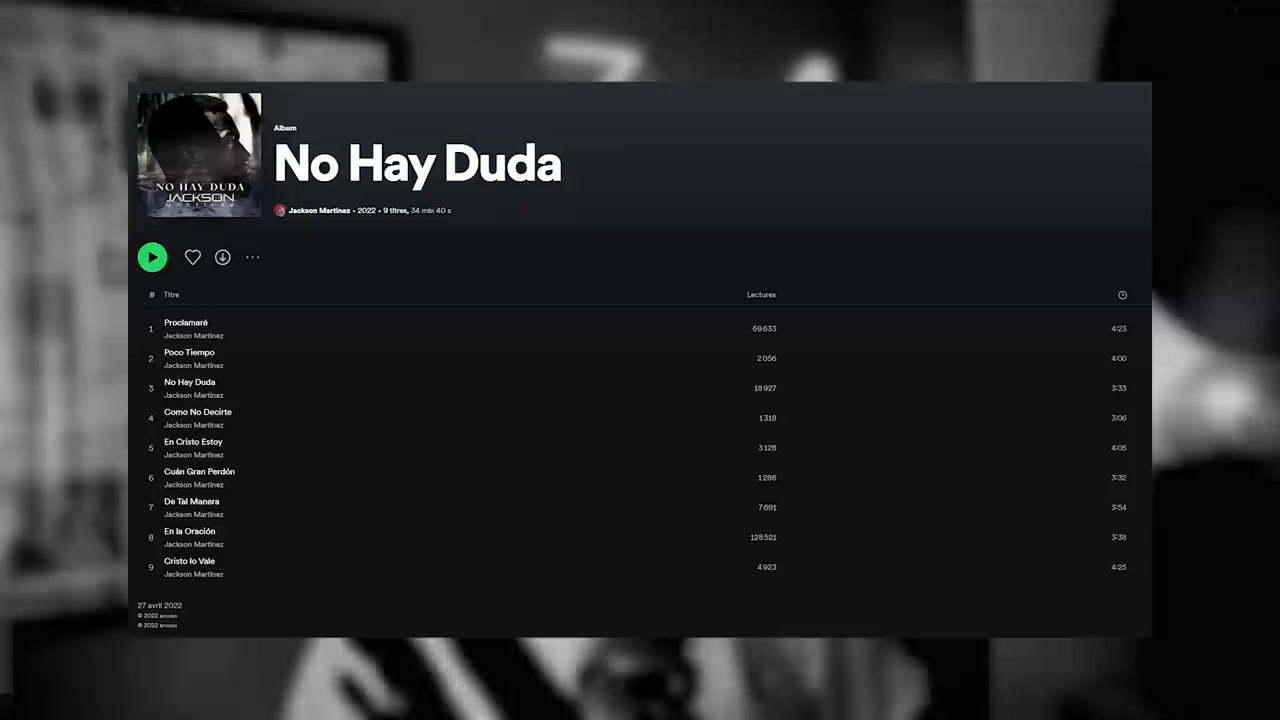 Album
No Hay Duda
NO HAY DUDA
JACKSON
MARTINEZ
Jackson Martinez • 2022 • 9 titres, 34 min 40 s
# Titre Lectures
1 Proclamaré 69 633 4:23
Jackson Martinez
2 Poco Tiempo 2 056 4:00
Jackson Martinez
3 No Hay Duda 18 927 3:33
Jackson Martinez
4 Como No Decirte 1 318 3:06
Jackson Martinez
5 En Cristo Estoy 3 128 4:05
Jackson Martinez
6 Cuán Gran Perdón 1 286 3:32
Jackson Martinez
7 De Tal Manera 7 691 3:54
Jackson Martinez
8 En la Oración 128 521 3:38
Jackson Martinez
9 Cristo lo Vale 4 923 4:25
Jackson Martinez
27 avril 2022
© 2022
℗ 2022